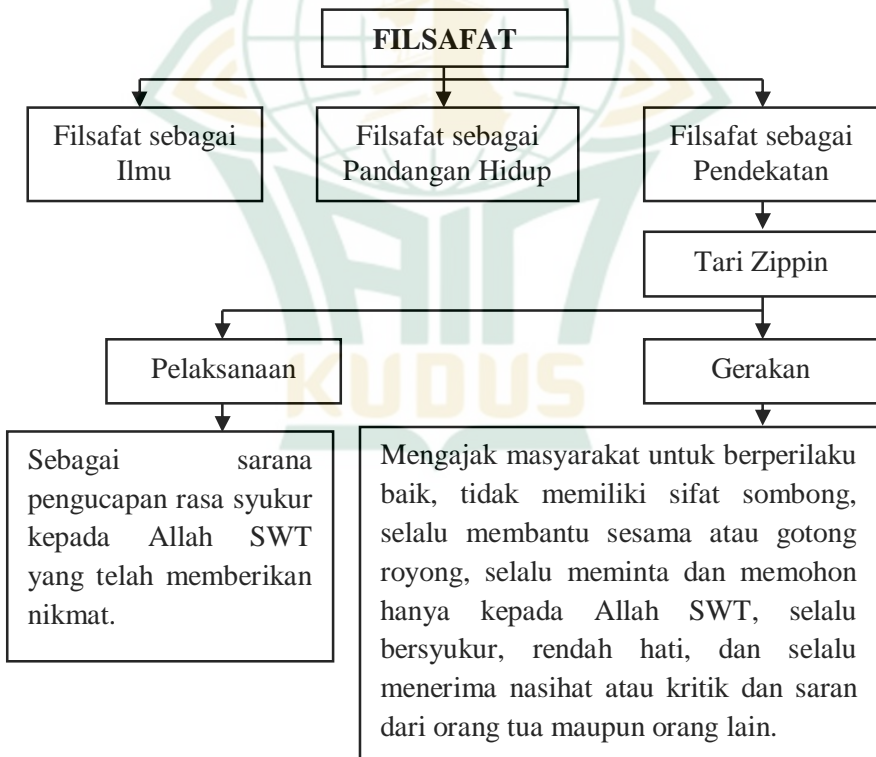 FILSAFAT
Filsafat sebagai
Ilmu
Filsafat sebagai
Pandangan Hidup
Filsafat sebagai
Pendekatan
Tari Zippin
Pelaksanaan
Gerakan
Sebagai sarana
pengucapan rasa syukur
kepada Allah SWT
yang telah memberikan
nikmat.
Mengajak masyarakat untuk berperilaku
baik, tidak memiliki sifat sombong,
selalu membantu sesama atau gotong
royong, selalu meminta dan memohon
hanya kepada Allah SWT, selalu
bersyukur, rendah hati, dan selalu
menerima nasihat atau kritik dan saran
dari orang tua maupun orang lain.
IAIN
KUDUS